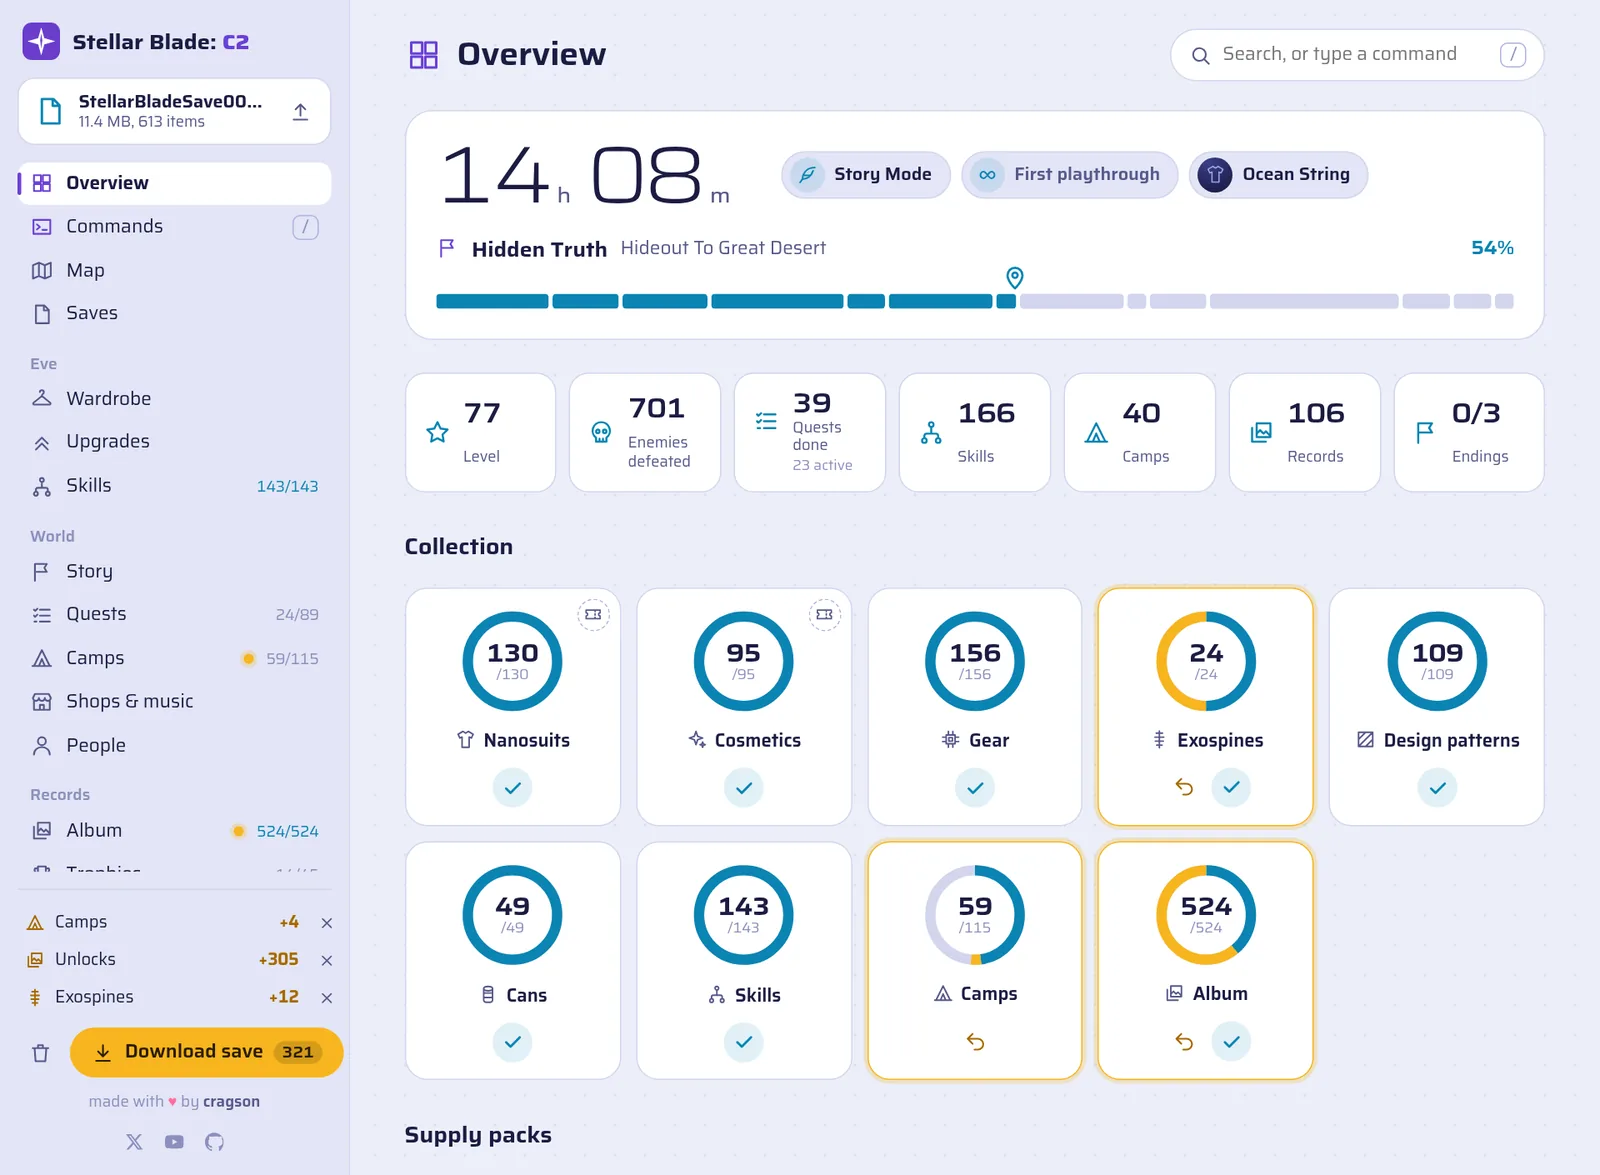 Stellar Blade: C2
StellarBladeSave00...
11.4 MB, 613 items
Overview
Commands /
Map
Saves
Eve
Wardrobe
Upgrades
Skills 143/143
World
Story
Quests 24/89
Camps 59/115
Shops & music
People
Records
Album 524/524
Camps +4
Unlocks +305
Exospines +12
Download save 321
made with ♥ by cragson
Overview
Search, or type a command /
14 h 08 m
Story Mode
First playthrough
Ocean String
Hidden Truth Hideout To Great Desert 54%
77
Level
701
Enemies
defeated
39
Quests
done
23 active
166
Skills
40
Camps
106
Records
0/3
Endings
Collection
130
/130
Nanosuits
95
/95
Cosmetics
156
/156
Gear
24
/24
Exospines
109
/109
Design patterns
49
/49
Cans
143
/143
Skills
59
/115
Camps
524
/524
Album
Supply packs